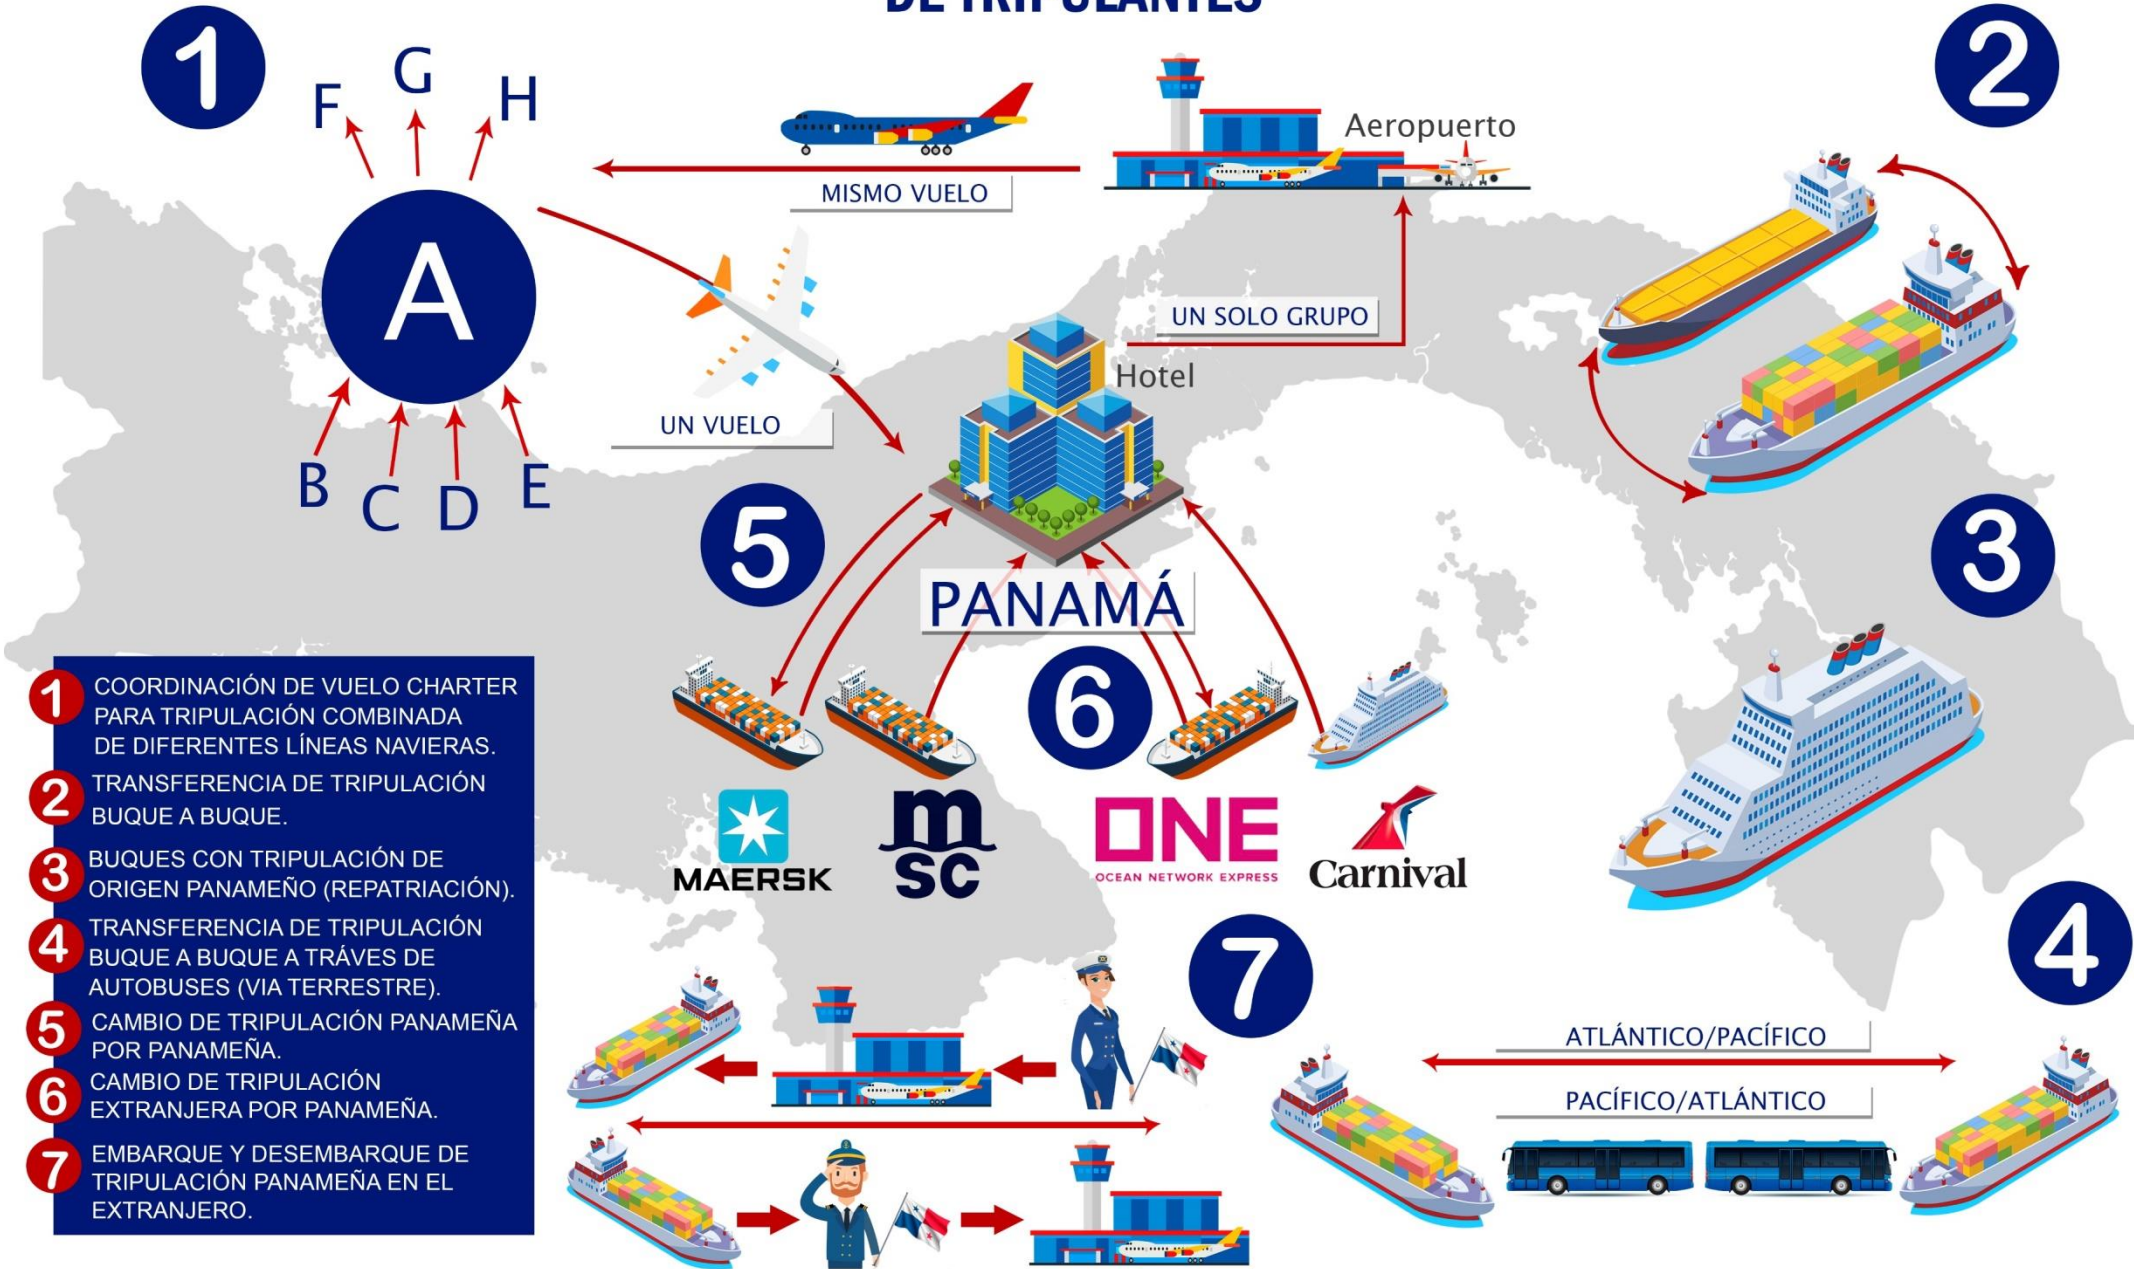 DE TRIPULANTES
1
F
G
H
A
B
C
D
E
MISMO VUELO
Aeropuerto
2
UN SOLO GRUPO
Hotel
UN VUELO
5
PANAMÁ
3
6
MAERSK
msc
ONE
OCEAN NETWORK EXPRESS
Carnival
4
7
ATLÁNTICO/PACÍFICO
PACÍFICO/ATLÁNTICO
1 COORDINACIÓN DE VUELO CHARTER
PARA TRIPULACIÓN COMBINADA
DE DIFERENTES LÍNEAS NAVIERAS.
2 TRANSFERENCIA DE TRIPULACIÓN
BUQUE A BUQUE.
3 BUQUES CON TRIPULACIÓN DE
ORIGEN PANAMEÑO (REPATRIACIÓN).
4 TRANSFERENCIA DE TRIPULACIÓN
BUQUE A BUQUE A TRÁVES DE
AUTOBUSES (VIA TERRESTRE).
5 CAMBIO DE TRIPULACIÓN PANAMEÑA
POR PANAMEÑA.
6 CAMBIO DE TRIPULACIÓN
EXTRANJERA POR PANAMEÑA.
7 EMBARQUE Y DESEMBARQUE DE
TRIPULACIÓN PANAMEÑA EN EL
EXTRANJERO.